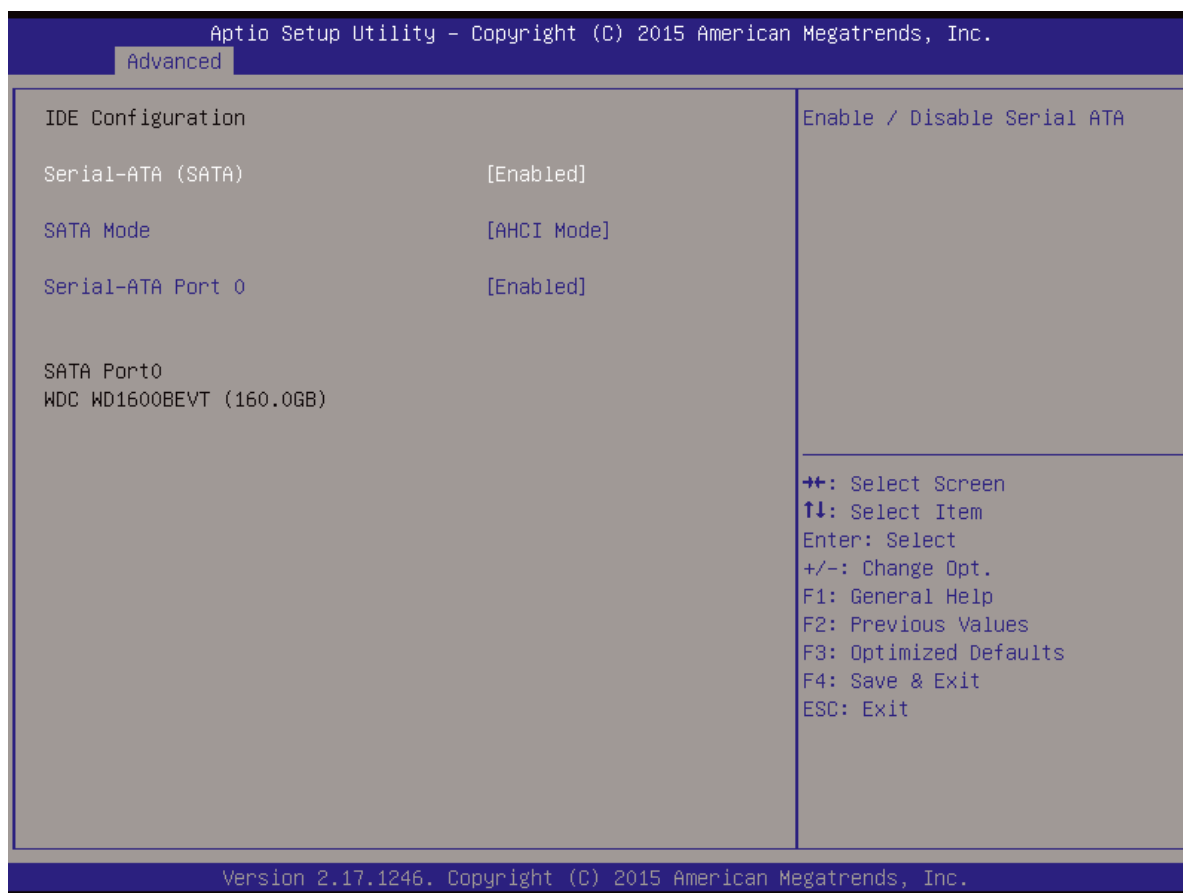 Aptio Setup Utility – Copyright (C) 2015 American Megatrends, Inc.
Advanced
IDE Configuration
Serial-ATA (SATA) [Enabled]
SATA Mode [AHCI Mode]
Serial-ATA Port 0 [Enabled]
SATA Port0
WDC WD1600BEVT (160.0GB)
Enable / Disable Serial ATA
→←: Select Screen
↑↓: Select Item
Enter: Select
+/-: Change Opt.
F1: General Help
F2: Previous Values
F3: Optimized Defaults
F4: Save & Exit
ESC: Exit
Version 2.17.1246. Copyright (C) 2015 American Megatrends, Inc.